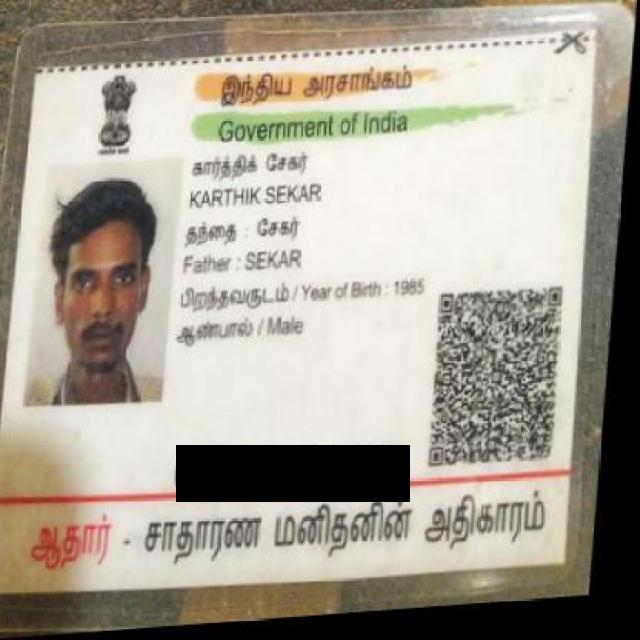 இந்திய அரசாங்கம்
Government of India
கார்த்திக் சேகர்
KARTHIK SEKAR
தந்தை : சேகர்
Father : SEKAR
பிறந்தவருடம் / Year of Birth : 1985
ஆண்பால் / Male
ஆதார் - சாதாரண மனிதனின் அதிகாரம்